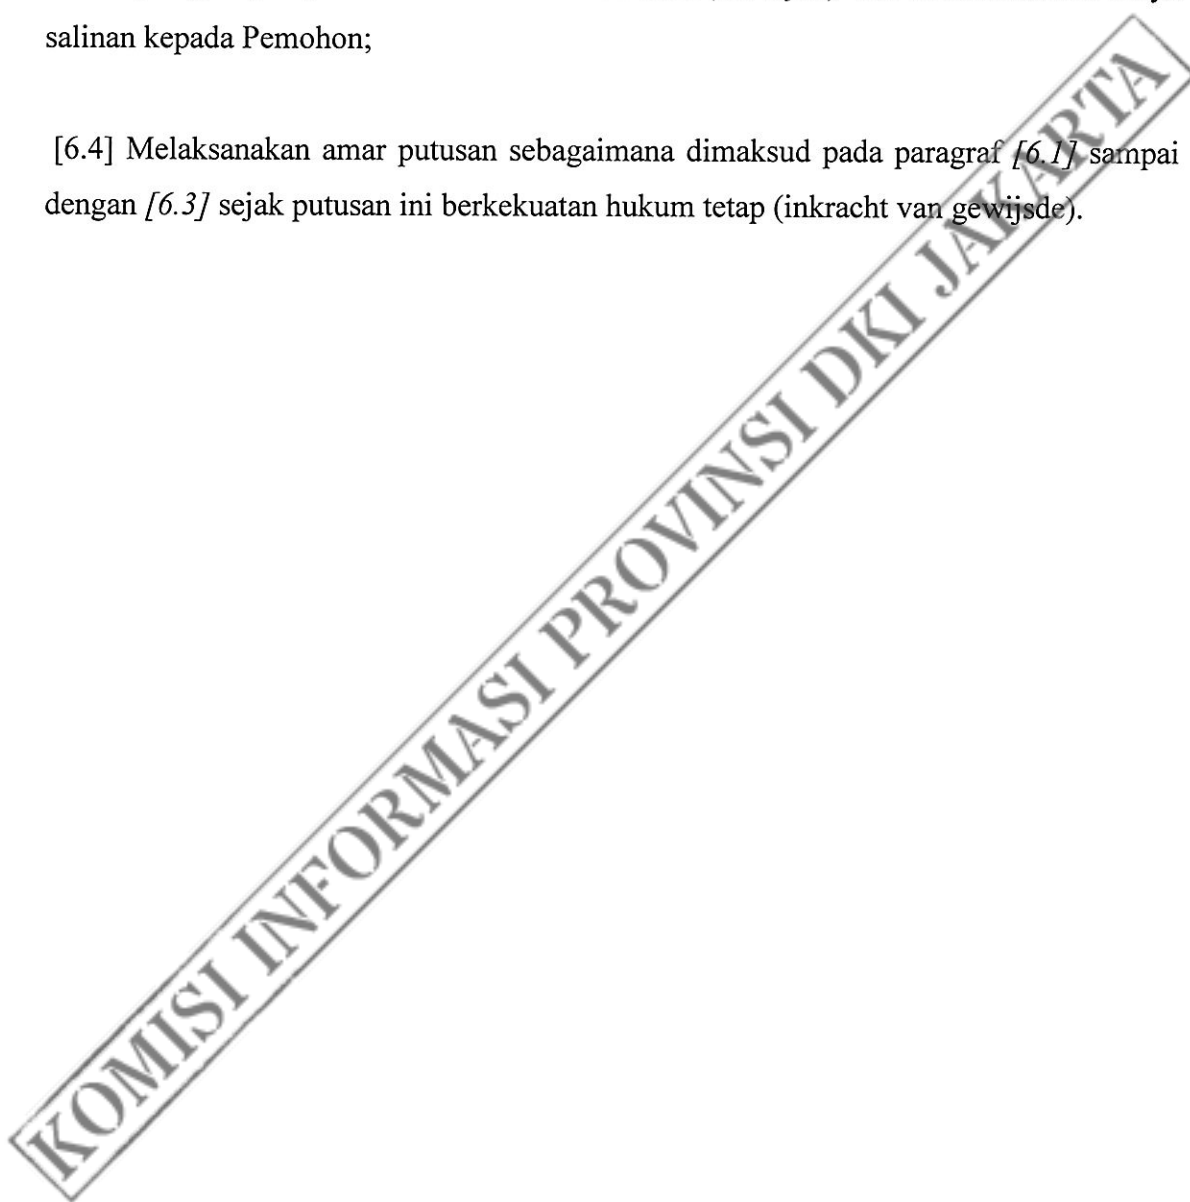 salinan kepada Pemohon;
[6.4] Melaksanakan amar putusan sebagaimana dimaksud pada paragraf [6.1] sampai
dengan [6.3] sejak putusan ini berkekuatan hukum tetap (inkracht van gewijsde).
KOMISI INFORMASI PROVINSI DKI JAKARTA